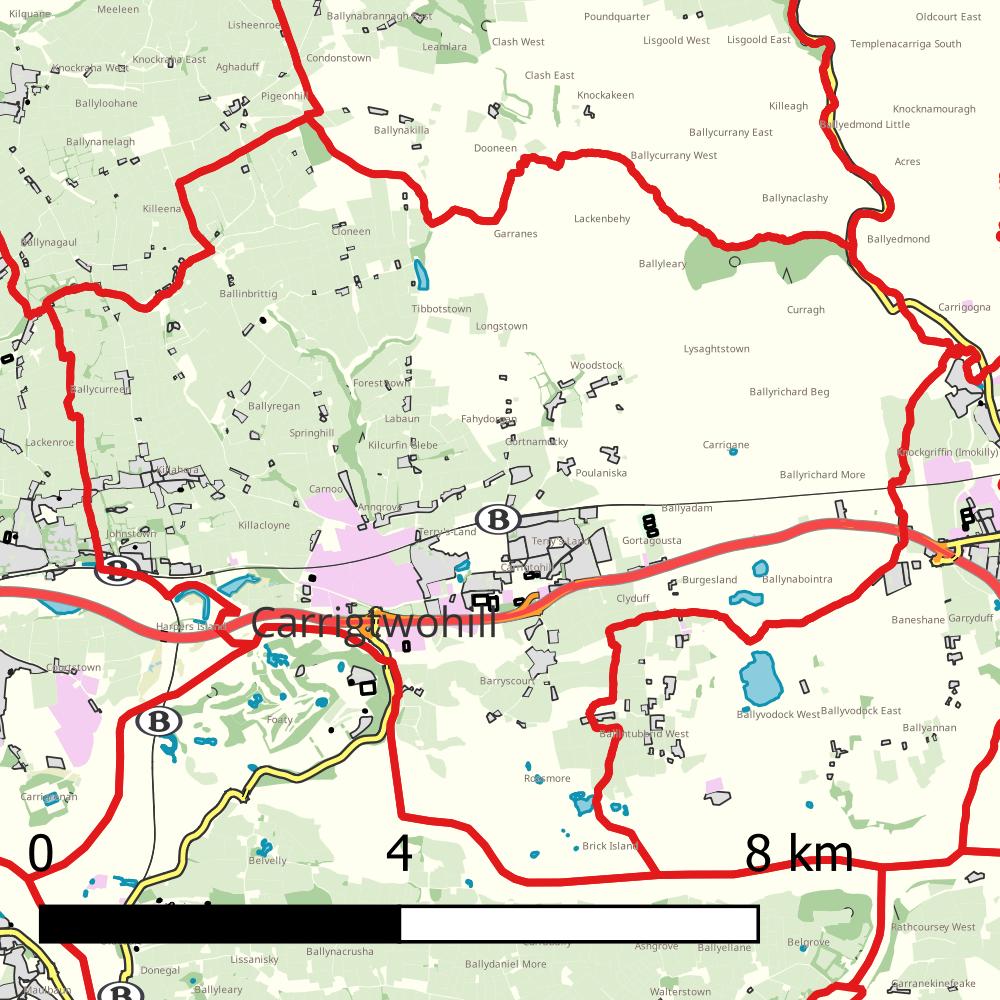 Kilquane
Meeleen
Ballynabrannagh East
Poundquarter
Oldcourt East
Lisheenroe
Leamlara
Clash West
Lisgoold West
Lisgoold East
Templenacarriga South
Knockraha West
Knockraha East
Aghaduff
Condonstown
Clash East
Ballyloohane
Pigeonhill
Knockakeen
Killeagh
Knocknamouragh
Ballynakilla
Ballycurrany East
Ballyedmond Little
Ballynanelagh
Dooneen
Ballycurrany West
Acres
Killeena
Lackenbehy
Ballynaclashy
Ballynagaul
Cloneen
Garranes
Ballyedmond
Ballyleary
Ballinbrittig
Tibbotstown
Curragh
Carrigogna
Longstown
Lysaghtstown
Woodstock
Ballycurreen
Foresttown
Ballyrichard Beg
Ballyregan
Labaun
Fahydorgan
Springhill
Kilcurfin Glebe
Gortnamucky
Carrigane
Knockgriffin (Imokilly)
Lackenroe
Killahora
Poulaniska
Ballyrichard More
Carnoo
Anngrove
Ballyadam
Killacloyne
B
Johnstown
Terry's-Land
Terry's-Land
Gortagousta
B
Carrigtohill
Burgesland
Ballynabointra
Clyduff
Harpers Island
Carrigtwohill
Baneshane
Garryduff
Courtstown
Barryscourt
B
Foaty
Ballyvodock West
Ballyvodock East
Ballintubbrid West
Ballyannan
Carrigrenan
Rossmore
0
4
8 km
Belvelly
Brick Island
Rathcoursey West
Ballynacrusha
Ashgrove
Ballyellane
Belgrove
Lissanisky
Donegal
Ballydaniel More
Ballyleary
Walterstown
Garranekinefeake
B